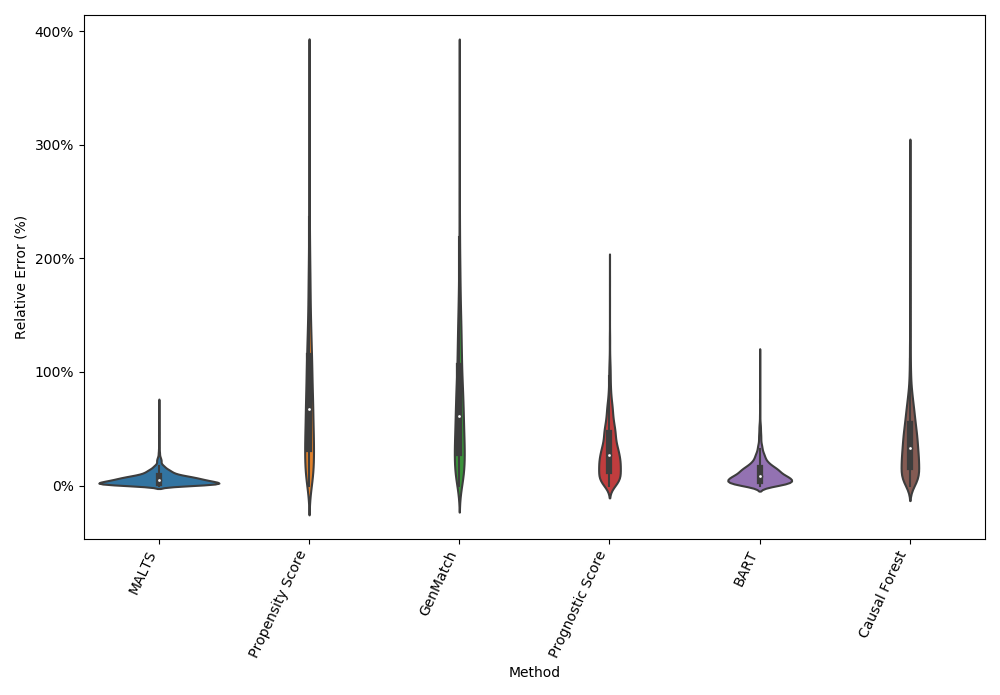 400%
300%
200%
100%
0%
Relative Error (%)
MALTS
Propensity Score
GenMatch
Prognostic Score
BART
Causal Forest
Method